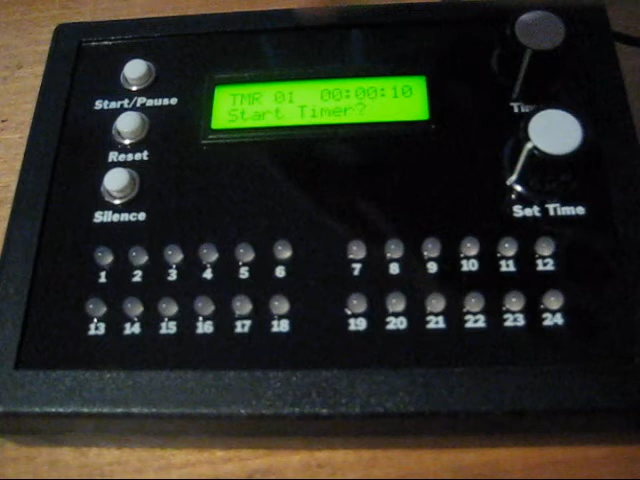 Start/Pause
TMR 01 00:00:10
Start Timer?
Reset
Silence
Set Time
1 2 3 4 5 6 7 8 9 10 11 12
13 14 15 16 17 18 19 20 21 22 23 24